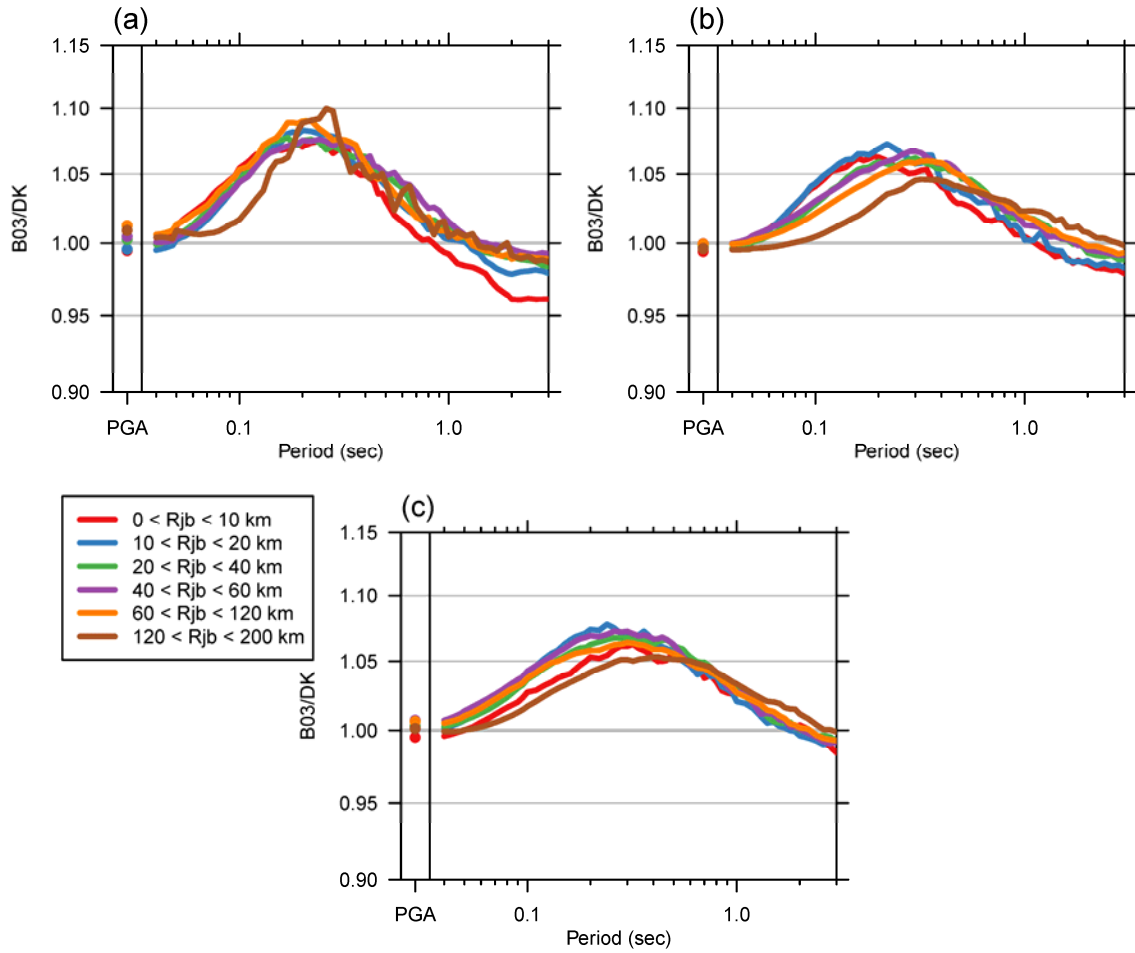 (a)
1.15
1.10
1.05
1.00
0.95
0.90
B03/DK
PGA 0.1 1.0
Period (sec)
(b)
1.15
1.10
1.05
1.00
0.95
0.90
B03/DK
PGA 0.1 1.0
Period (sec)
0 < Rjb < 10 km
10 < Rjb < 20 km
20 < Rjb < 40 km
40 < Rjb < 60 km
60 < Rjb < 120 km
120 < Rjb < 200 km
(c)
1.15
1.10
1.05
1.00
0.95
0.90
B03/DK
PGA 0.1 1.0
Period (sec)